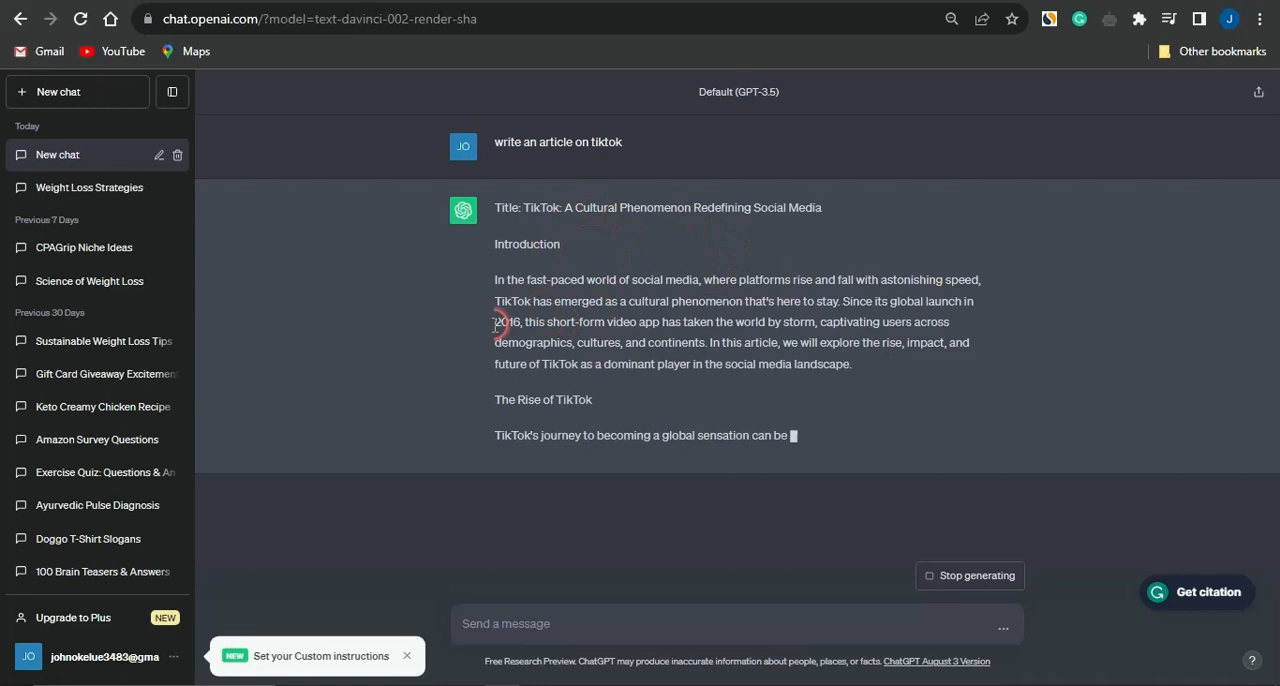 chat.openai.com/?model=text-davinci-002-render-sha
J
Gmail
YouTube
Maps
Other bookmarks
+ New chat
Default (GPT-3.5)
Today
New chat
Weight Loss Strategies
Previous 7 Days
CPAGrip Niche Ideas
Science of Weight Loss
Previous 30 Days
Sustainable Weight Loss Tips
Gift Card Giveaway Excitement
Keto Creamy Chicken Recipe
Amazon Survey Questions
Exercise Quiz: Questions & An
Ayurvedic Pulse Diagnosis
Doggo T-Shirt Slogans
100 Brain Teasers & Answers
Upgrade to Plus
NEW
JO
johnokelue3483@gma
...
JO
write an article on tiktok
Title: TikTok: A Cultural Phenomenon Redefining Social Media
Introduction
In the fast-paced world of social media, where platforms rise and fall with astonishing speed,
TikTok has emerged as a cultural phenomenon that's here to stay. Since its global launch in
2016, this short-form video app has taken the world by storm, captivating users across
demographics, cultures, and continents. In this article, we will explore the rise, impact, and
future of TikTok as a dominant player in the social media landscape.
The Rise of TikTok
TikTok's journey to becoming a global sensation can be
Stop generating
Get citation
Send a message
...
NEW Set your Custom instructions
Free Research Preview. ChatGPT may produce inaccurate information about people, places, or facts. ChatGPT August 3 Version
?